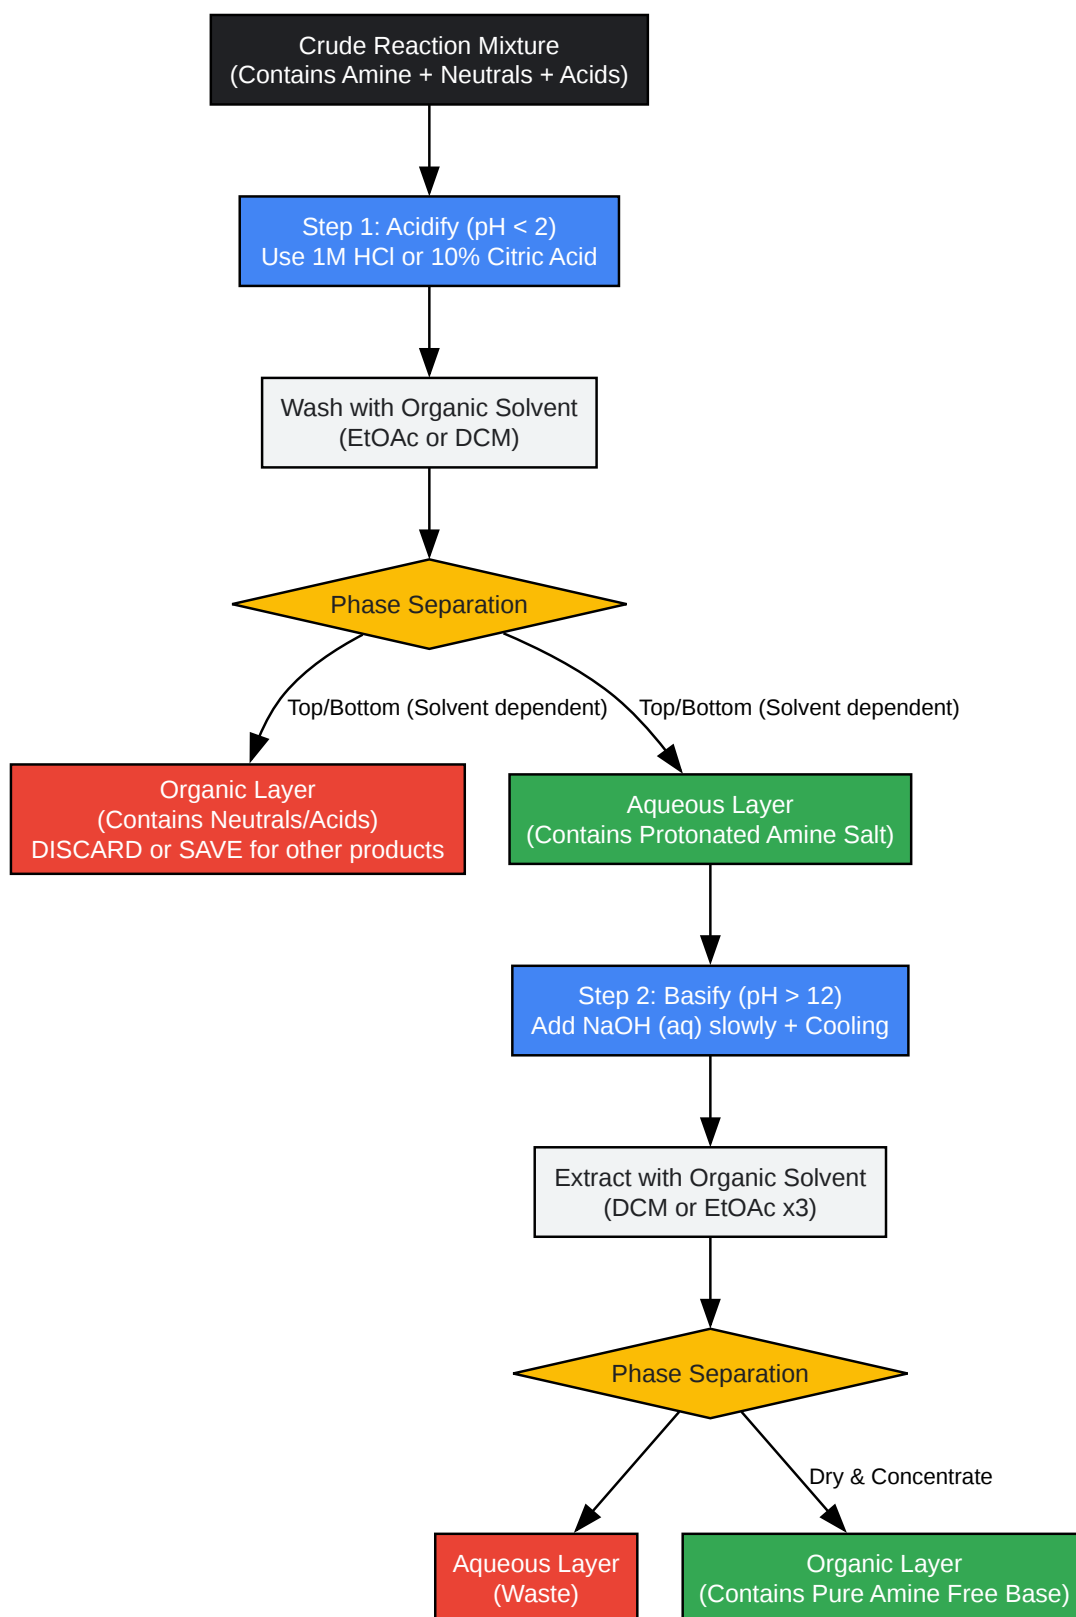 Crude Reaction Mixture
(Contains Amine + Neutrals + Acids)
Step 1: Acidify (pH < 2)
Use 1M HCl or 10% Citric Acid
Wash with Organic Solvent
(EtOAc or DCM)
Phase Separation
Top/Bottom (Solvent dependent)
Top/Bottom (Solvent dependent)
Organic Layer
(Contains Neutrals/Acids)
DISCARD or SAVE for other products
Aqueous Layer
(Contains Protonated Amine Salt)
Step 2: Basify (pH > 12)
Add NaOH (aq) slowly + Cooling
Extract with Organic Solvent
(DCM or EtOAc x3)
Phase Separation
Dry & Concentrate
Aqueous Layer
(Waste)
Organic Layer
(Contains Pure Amine Free Base)